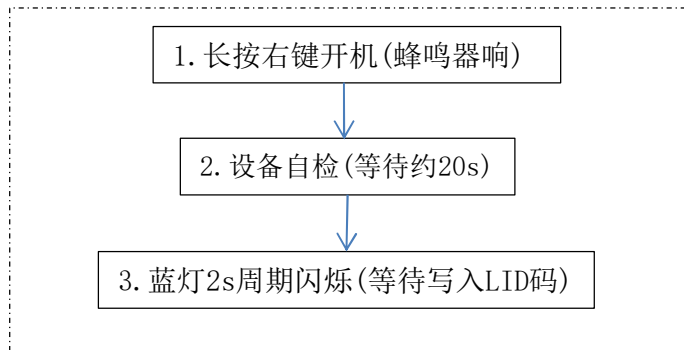 1.长按右键开机(蜂鸣器响)
2.设备自检(等待约20s)
3.蓝灯2s周期闪烁(等待写入LID码)